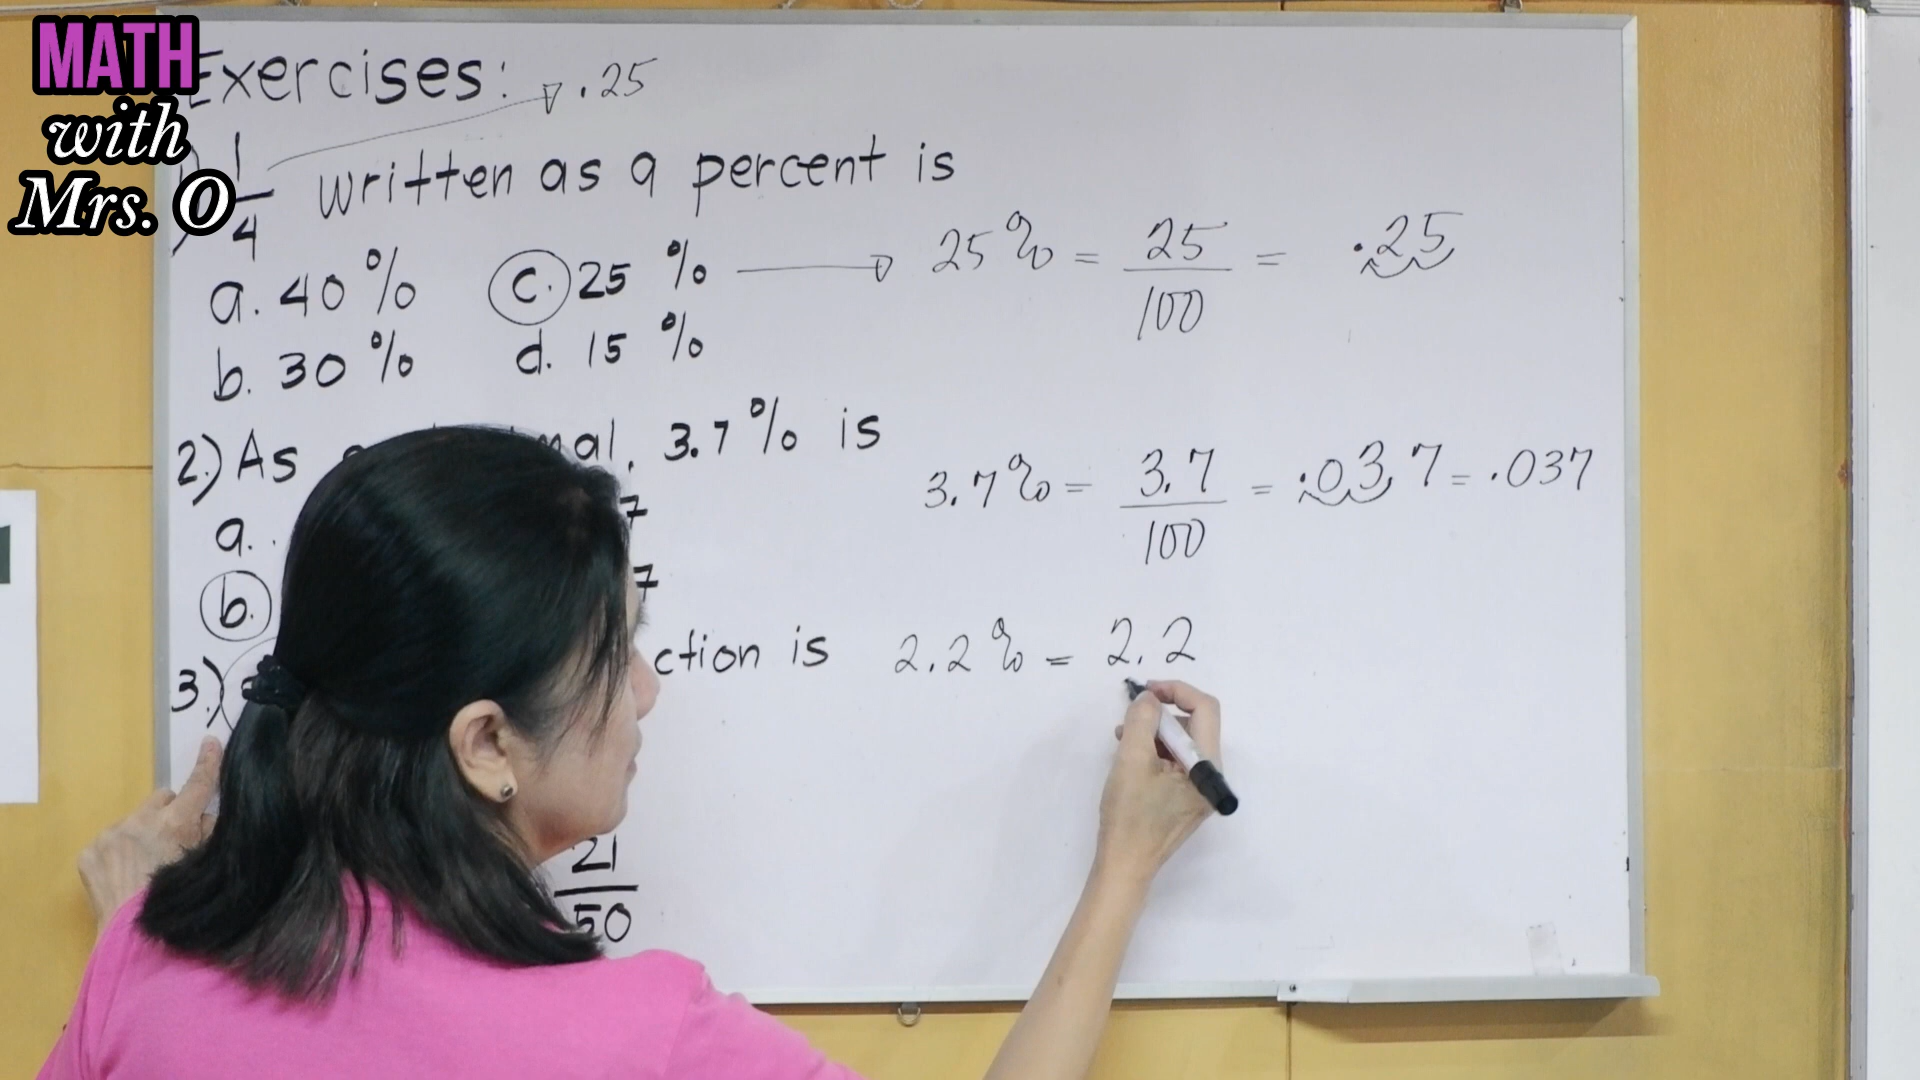 MATH
with
Mrs. O
Exercises: .25
1/4 written as a percent is
a. 40% c. 25% 25% = 25/100 = .25
b. 30% d. 15%
2.) As 3.7% is
3.7% = 3.7/100 = .037 = .037
a. . 7
b. 7
3.) ction is 2.2% = 2.2
21/50